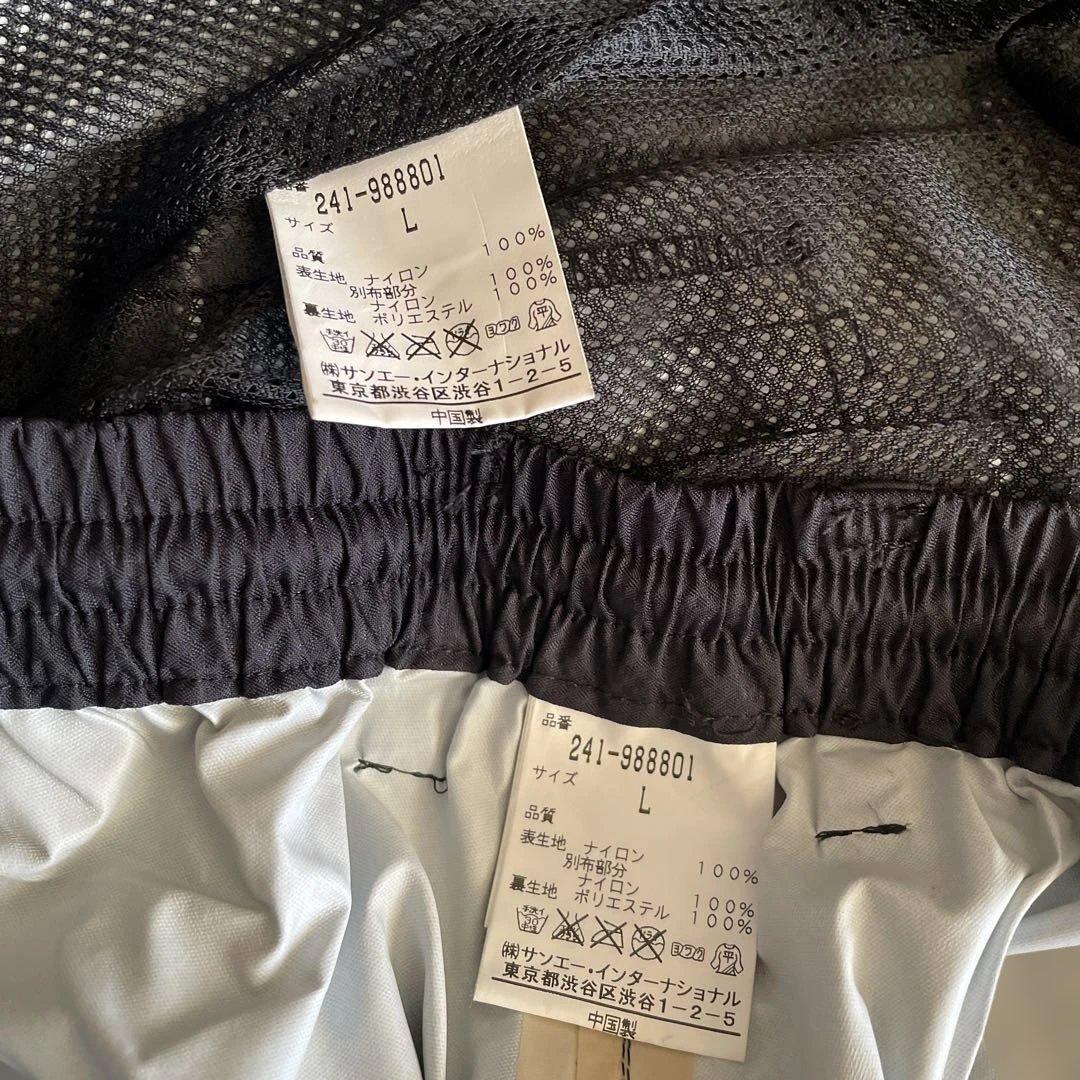 品番
241-988801
サイズ
L
品質
表生地 ナイロン 100%
別布部分
ナイロン 100%
裏生地 ポリエステル 100%
ヨワク 平
㈱サンエー・インターナショナル
東京都渋谷区渋谷1-2-5
中国製
品番
241-988801
サイズ
L
品質
表生地 ナイロン 100%
別布部分
ナイロン 100%
裏生地 ポリエステル 100%
手洗イ 30 中性 ヨワク 平
㈱サンエー・インターナショナル
東京都渋谷区渋谷1-2-5
中国製